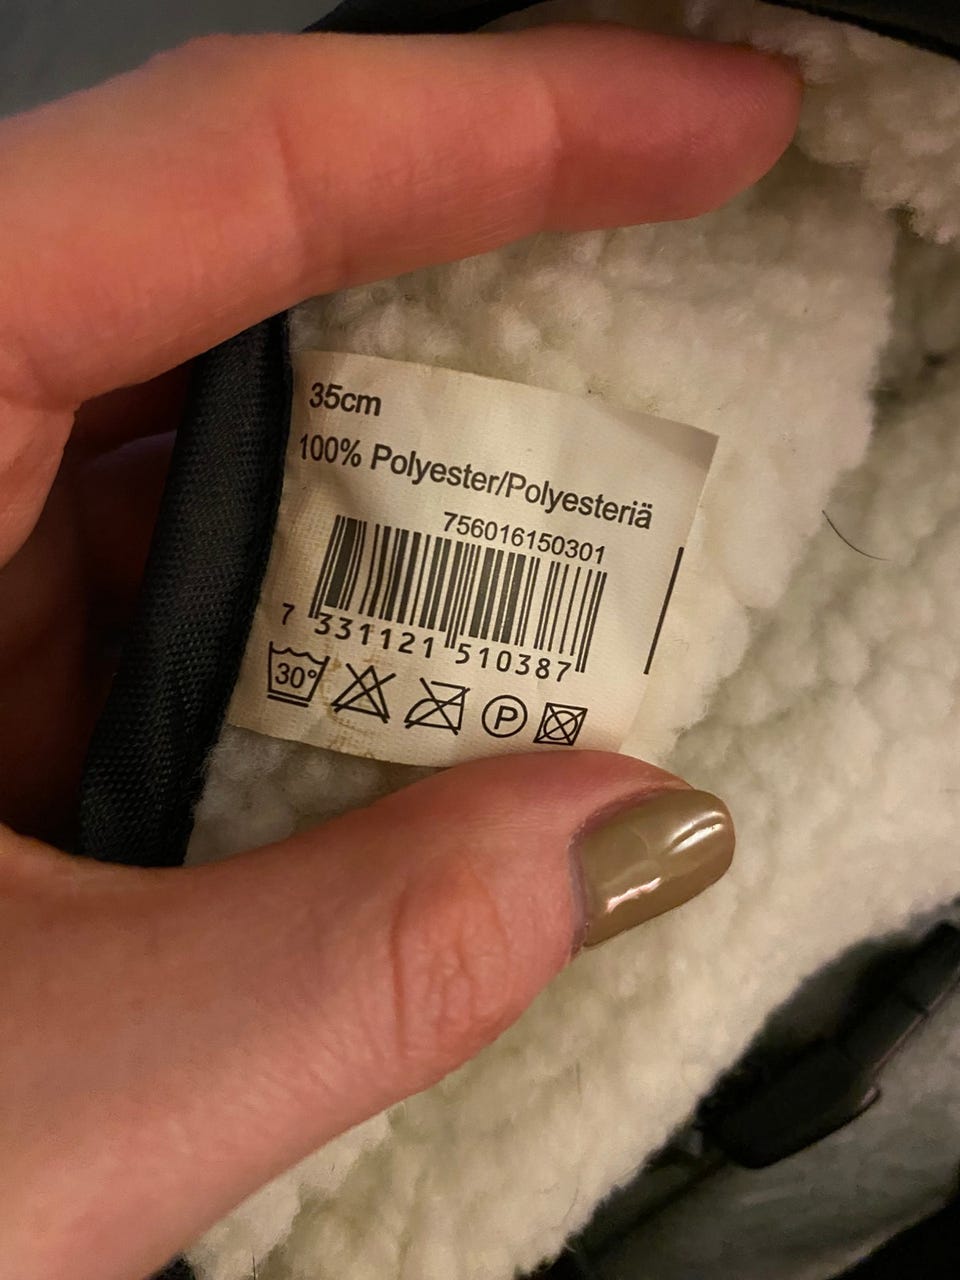 35cm
100% Polyester/Polyesteriä
756016150301
7 331121 510387
30° P